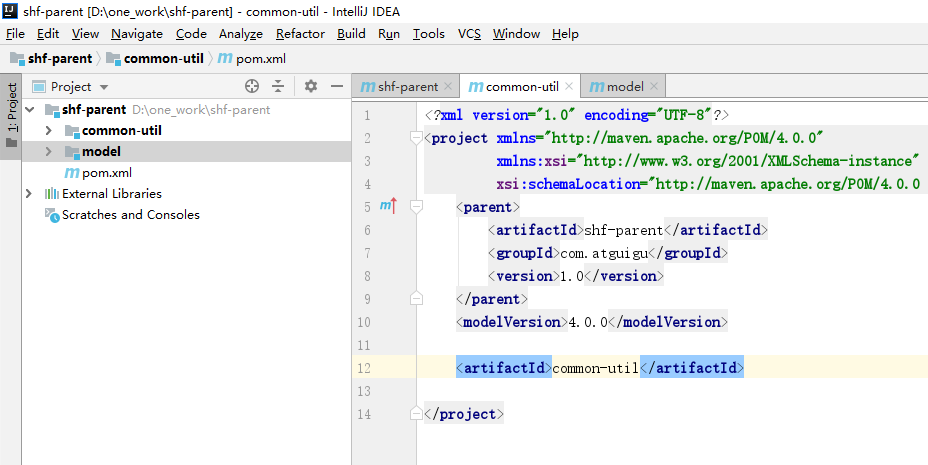 shf-parent [D:\one_work\shf-parent] - common-util - IntelliJ IDEA
File Edit View Navigate Code Analyze Refactor Build Run Tools VCS Window Help
shf-parent common-util pom.xml
1: Project
Project
shf-parent D:\one_work\shf-parent
common-util
model
pom.xml
External Libraries
Scratches and Consoles
shf-parent common-util model
1 <?xml version="1.0" encoding="UTF-8"?>
2 <project xmlns="http://maven.apache.org/POM/4.0.0"
3 xmlns:xsi="http://www.w3.org/2001/XMLSchema-instance"
4 xsi:schemaLocation="http://maven.apache.org/POM/4.0.0
5 <parent>
6 <artifactId>shf-parent</artifactId>
7 <groupId>com.atguigu</groupId>
8 <version>1.0</version>
9 </parent>
10 <modelVersion>4.0.0</modelVersion>
11
12 <artifactId>common-util</artifactId>
13
14 </project>